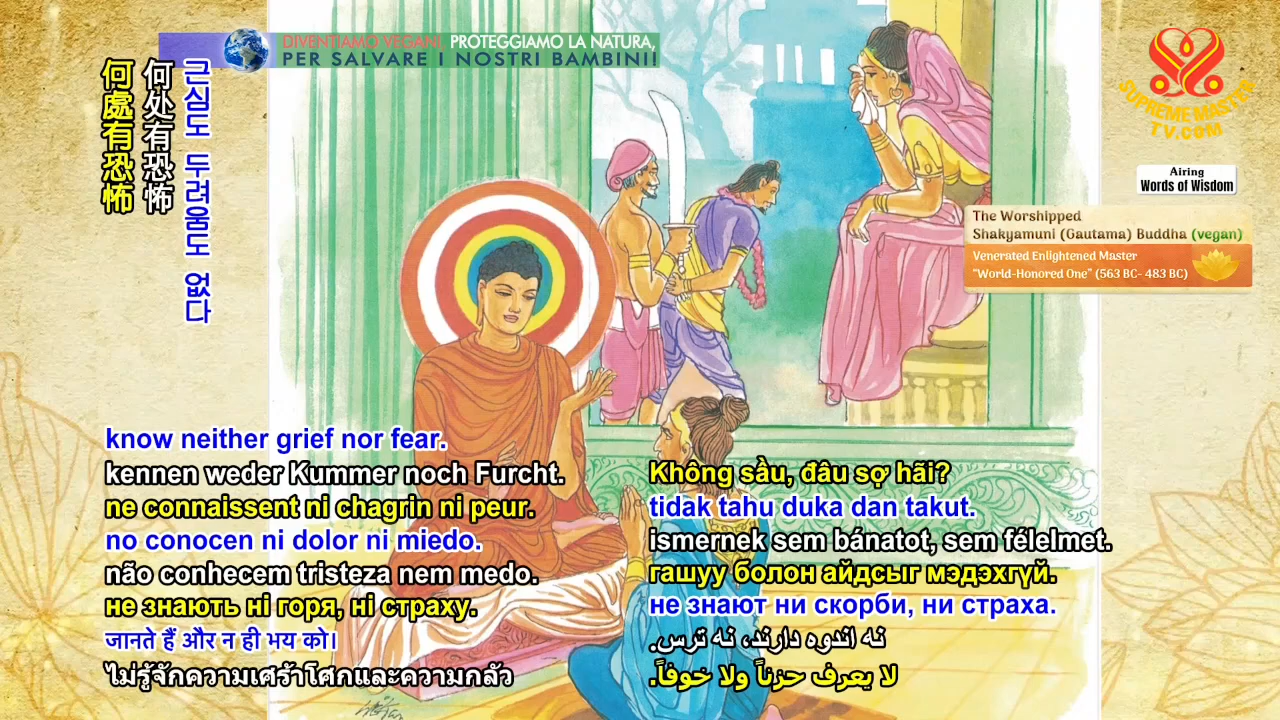 DIVENTIAMO VEGANI, PROTEGGIAMO LA NATURA,
PER SALVARE I NOSTRI BAMBINI!
何處有恐怖
何处有恐怖
근심도 두려움도 없다
SUPREME MASTER
TV.COM
Airing
Words of Wisdom
The Worshipped
Shakyamuni (Gautama) Buddha (vegan)
Venerated Enlightened Master
"World-Honored One" (563 BC- 483 BC)
know neither grief nor fear.
kennen weder Kummer noch Furcht.
ne connaissent ni chagrin ni peur.
no conocen ni dolor ni miedo.
não conhecem tristeza nem medo.
не знають ні горя, ні страху.
जानते हैं और न ही भय को।
ไม่รู้จักความเศร้าโศกและความกลัว
Không sầu, đâu sợ hãi?
tidak tahu duka dan takut.
ismernek sem bánatot, sem félelmet.
гашуу болон айдсыг мэдэхгүй.
не знают ни скорби, ни страха.
نه اندوه دارند، نه ترس.
لا يعرف حزناً ولا خوفاً.